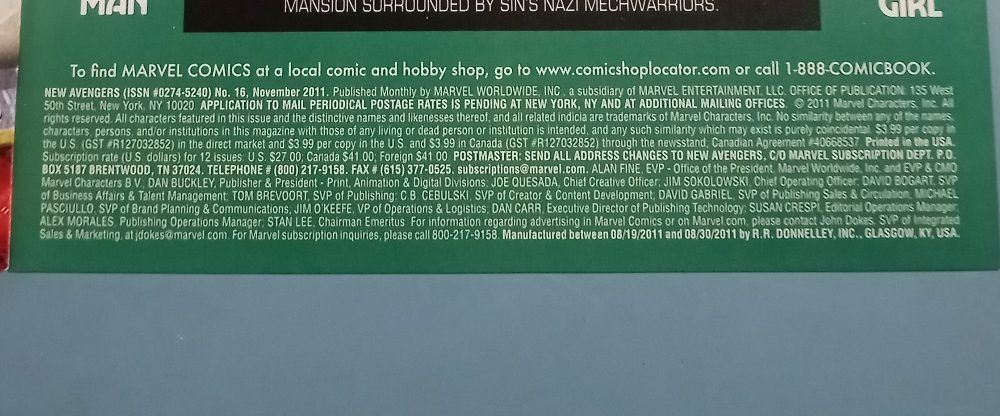 MAN
MANSION SURROUNDED BY SIN'S NAZI MECHWARRIORS.
GIRL
To find MARVEL COMICS at a local comic and hobby shop, go to www.comicshoplocator.com or call 1-888-COMICBOOK.
NEW AVENGERS (ISSN #0274-5240) No. 16, November 2011. Published Monthly by MARVEL WORLDWIDE, INC., a subsidiary of MARVEL ENTERTAINMENT, LLC. OFFICE OF PUBLICATION: 135 West
50th Street, New York, NY 10020. APPLICATION TO MAIL PERIODICAL POSTAGE RATES IS PENDING AT NEW YORK, NY AND AT ADDITIONAL MAILING OFFICES. © 2011 Marvel Characters, Inc. All
rights reserved. All characters featured in this issue and the distinctive names and likenesses thereof, and all related indicia are trademarks of Marvel Characters, Inc. No similarity between any of the names,
characters, persons, and/or institutions in this magazine with those of any living or dead person or institution is intended, and any such similarity which may exist is purely coincidental. $3.99 per copy in
the U.S. (GST #R127032852) in the direct market and $3.99 per copy in the U.S. and $3.99 in Canada (GST #R127032852) through the newsstand; Canadian Agreement #40668537. Printed in the USA.
Subscription rate (U.S. dollars) for 12 issues: U.S. $27.00; Canada $41.00; Foreign $41.00. POSTMASTER: SEND ALL ADDRESS CHANGES TO NEW AVENGERS, C/O MARVEL SUBSCRIPTION DEPT. P.O.
BOX 5187 BRENTWOOD, TN 37024. TELEPHONE # (800) 217-9158. FAX # (615) 377-0525. subscriptions@marvel.com. ALAN FINE, EVP - Office of the President, Marvel Worldwide, Inc. and EVP & CMO
Marvel Characters B.V.; DAN BUCKLEY, Publisher & President - Print, Animation & Digital Divisions; JOE QUESADA, Chief Creative Officer; JIM SOKOLOWSKI, Chief Operating Officer; DAVID BOGART, SVP
of Business Affairs & Talent Management; TOM BREVOORT, SVP of Publishing; C.B. CEBULSKI, SVP of Creator & Content Development; DAVID GABRIEL, SVP of Publishing Sales & Circulation; MICHAEL
PASCIULLO, SVP of Brand Planning & Communications; JIM O'KEEFE, VP of Operations & Logistics; DAN CARR, Executive Director of Publishing Technology; SUSAN CRESPI, Editorial Operations Manager;
ALEX MORALES, Publishing Operations Manager; STAN LEE, Chairman Emeritus. For information regarding advertising in Marvel Comics or on Marvel.com, please contact John Dokes, SVP of Integrated
Sales & Marketing, at jdokes@marvel.com. For Marvel subscription inquiries, please call 800-217-9158. Manufactured between 08/19/2011 and 08/30/2011 by R.R. DONNELLEY, INC., GLASGOW, KY, USA.